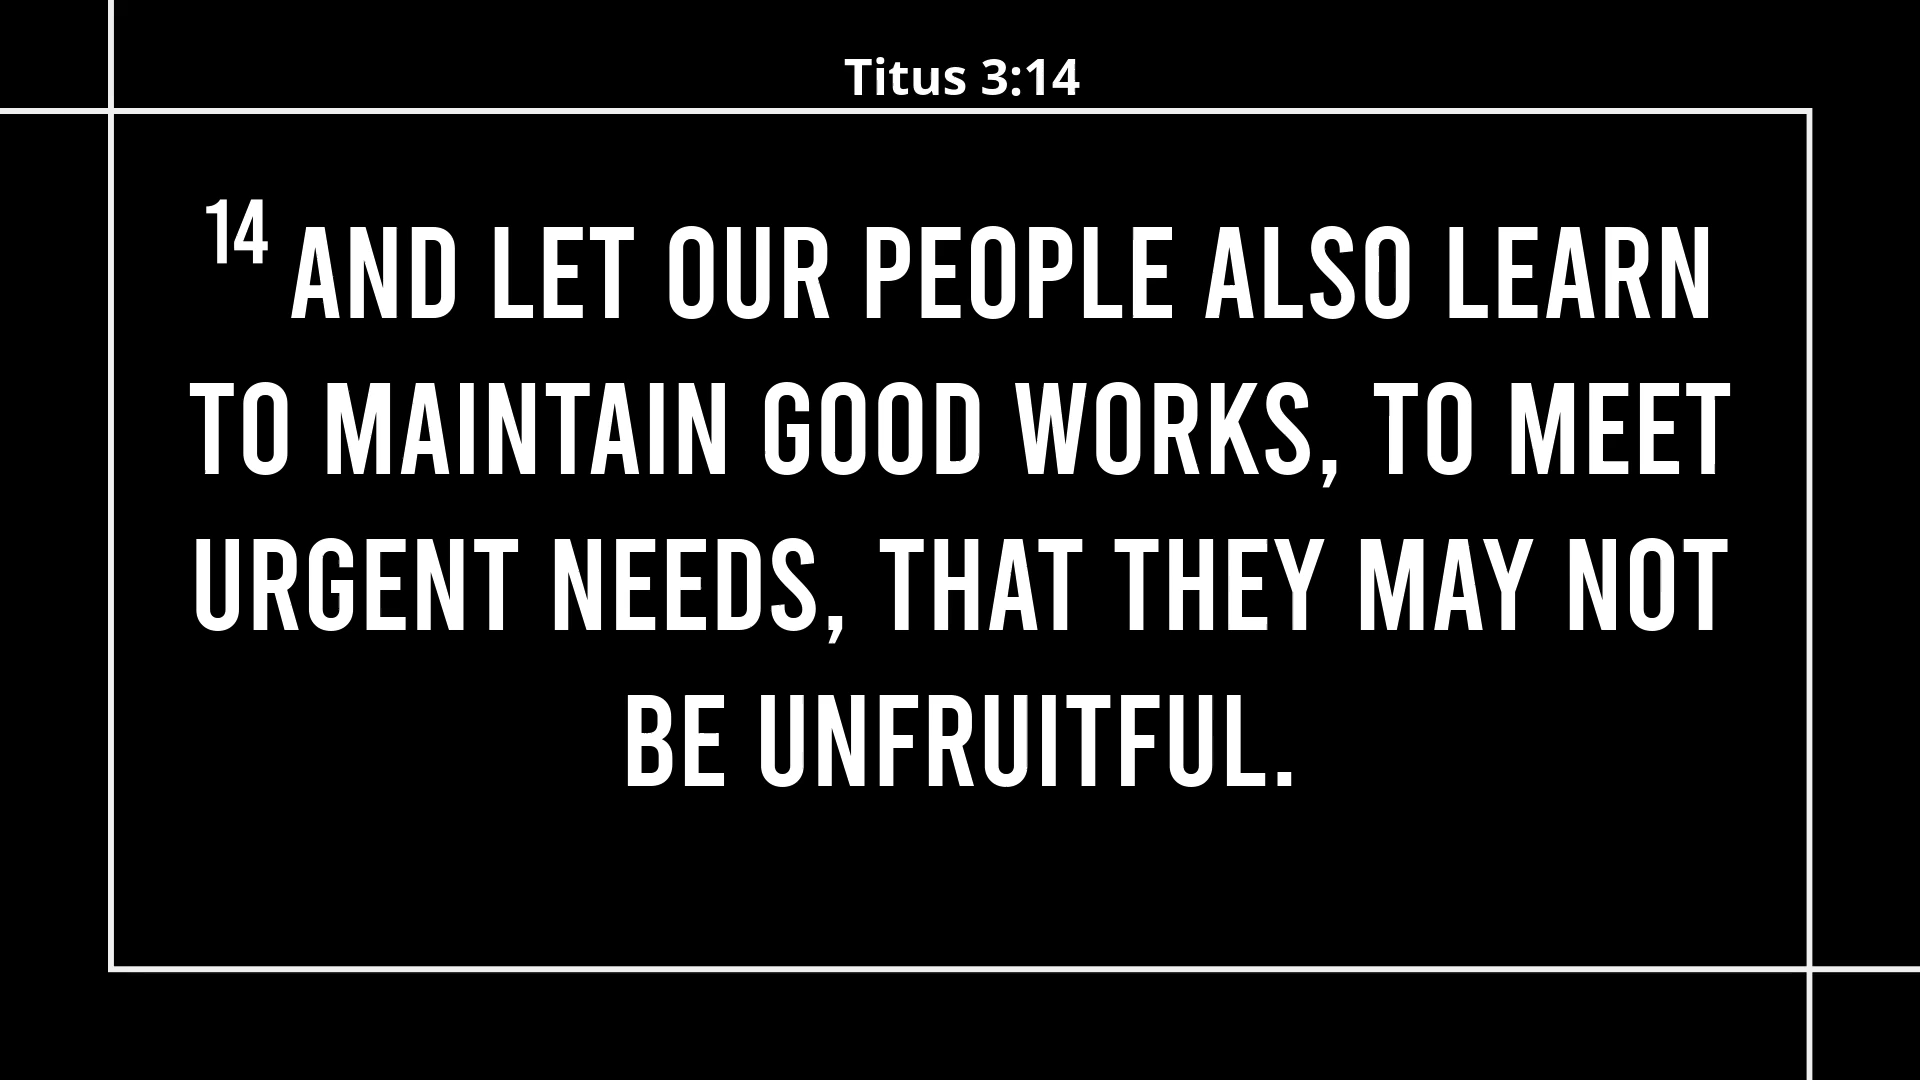 Titus 3:14
14 AND LET OUR PEOPLE ALSO LEARN
TO MAINTAIN GOOD WORKS, TO MEET
URGENT NEEDS, THAT THEY MAY NOT
BE UNFRUITFUL.